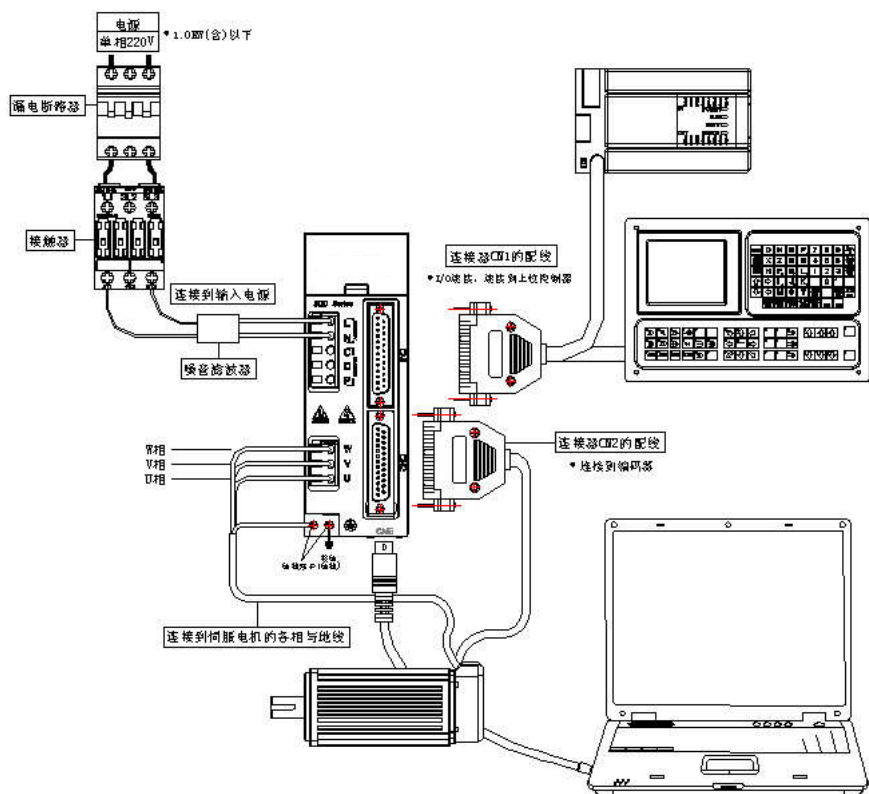 电源
单相220V
* 1.0KW(含)以下
漏电断路器
接触器
连接到输入电源
噪音滤波器
连接器CN1的配线
* I/O连接，连接到上位控制器
Series
CN1
连接器CN2的配线
* 连接到编码器
CN2
W相
V相
U相
W
V
U
连接到伺服电机的各相与地线